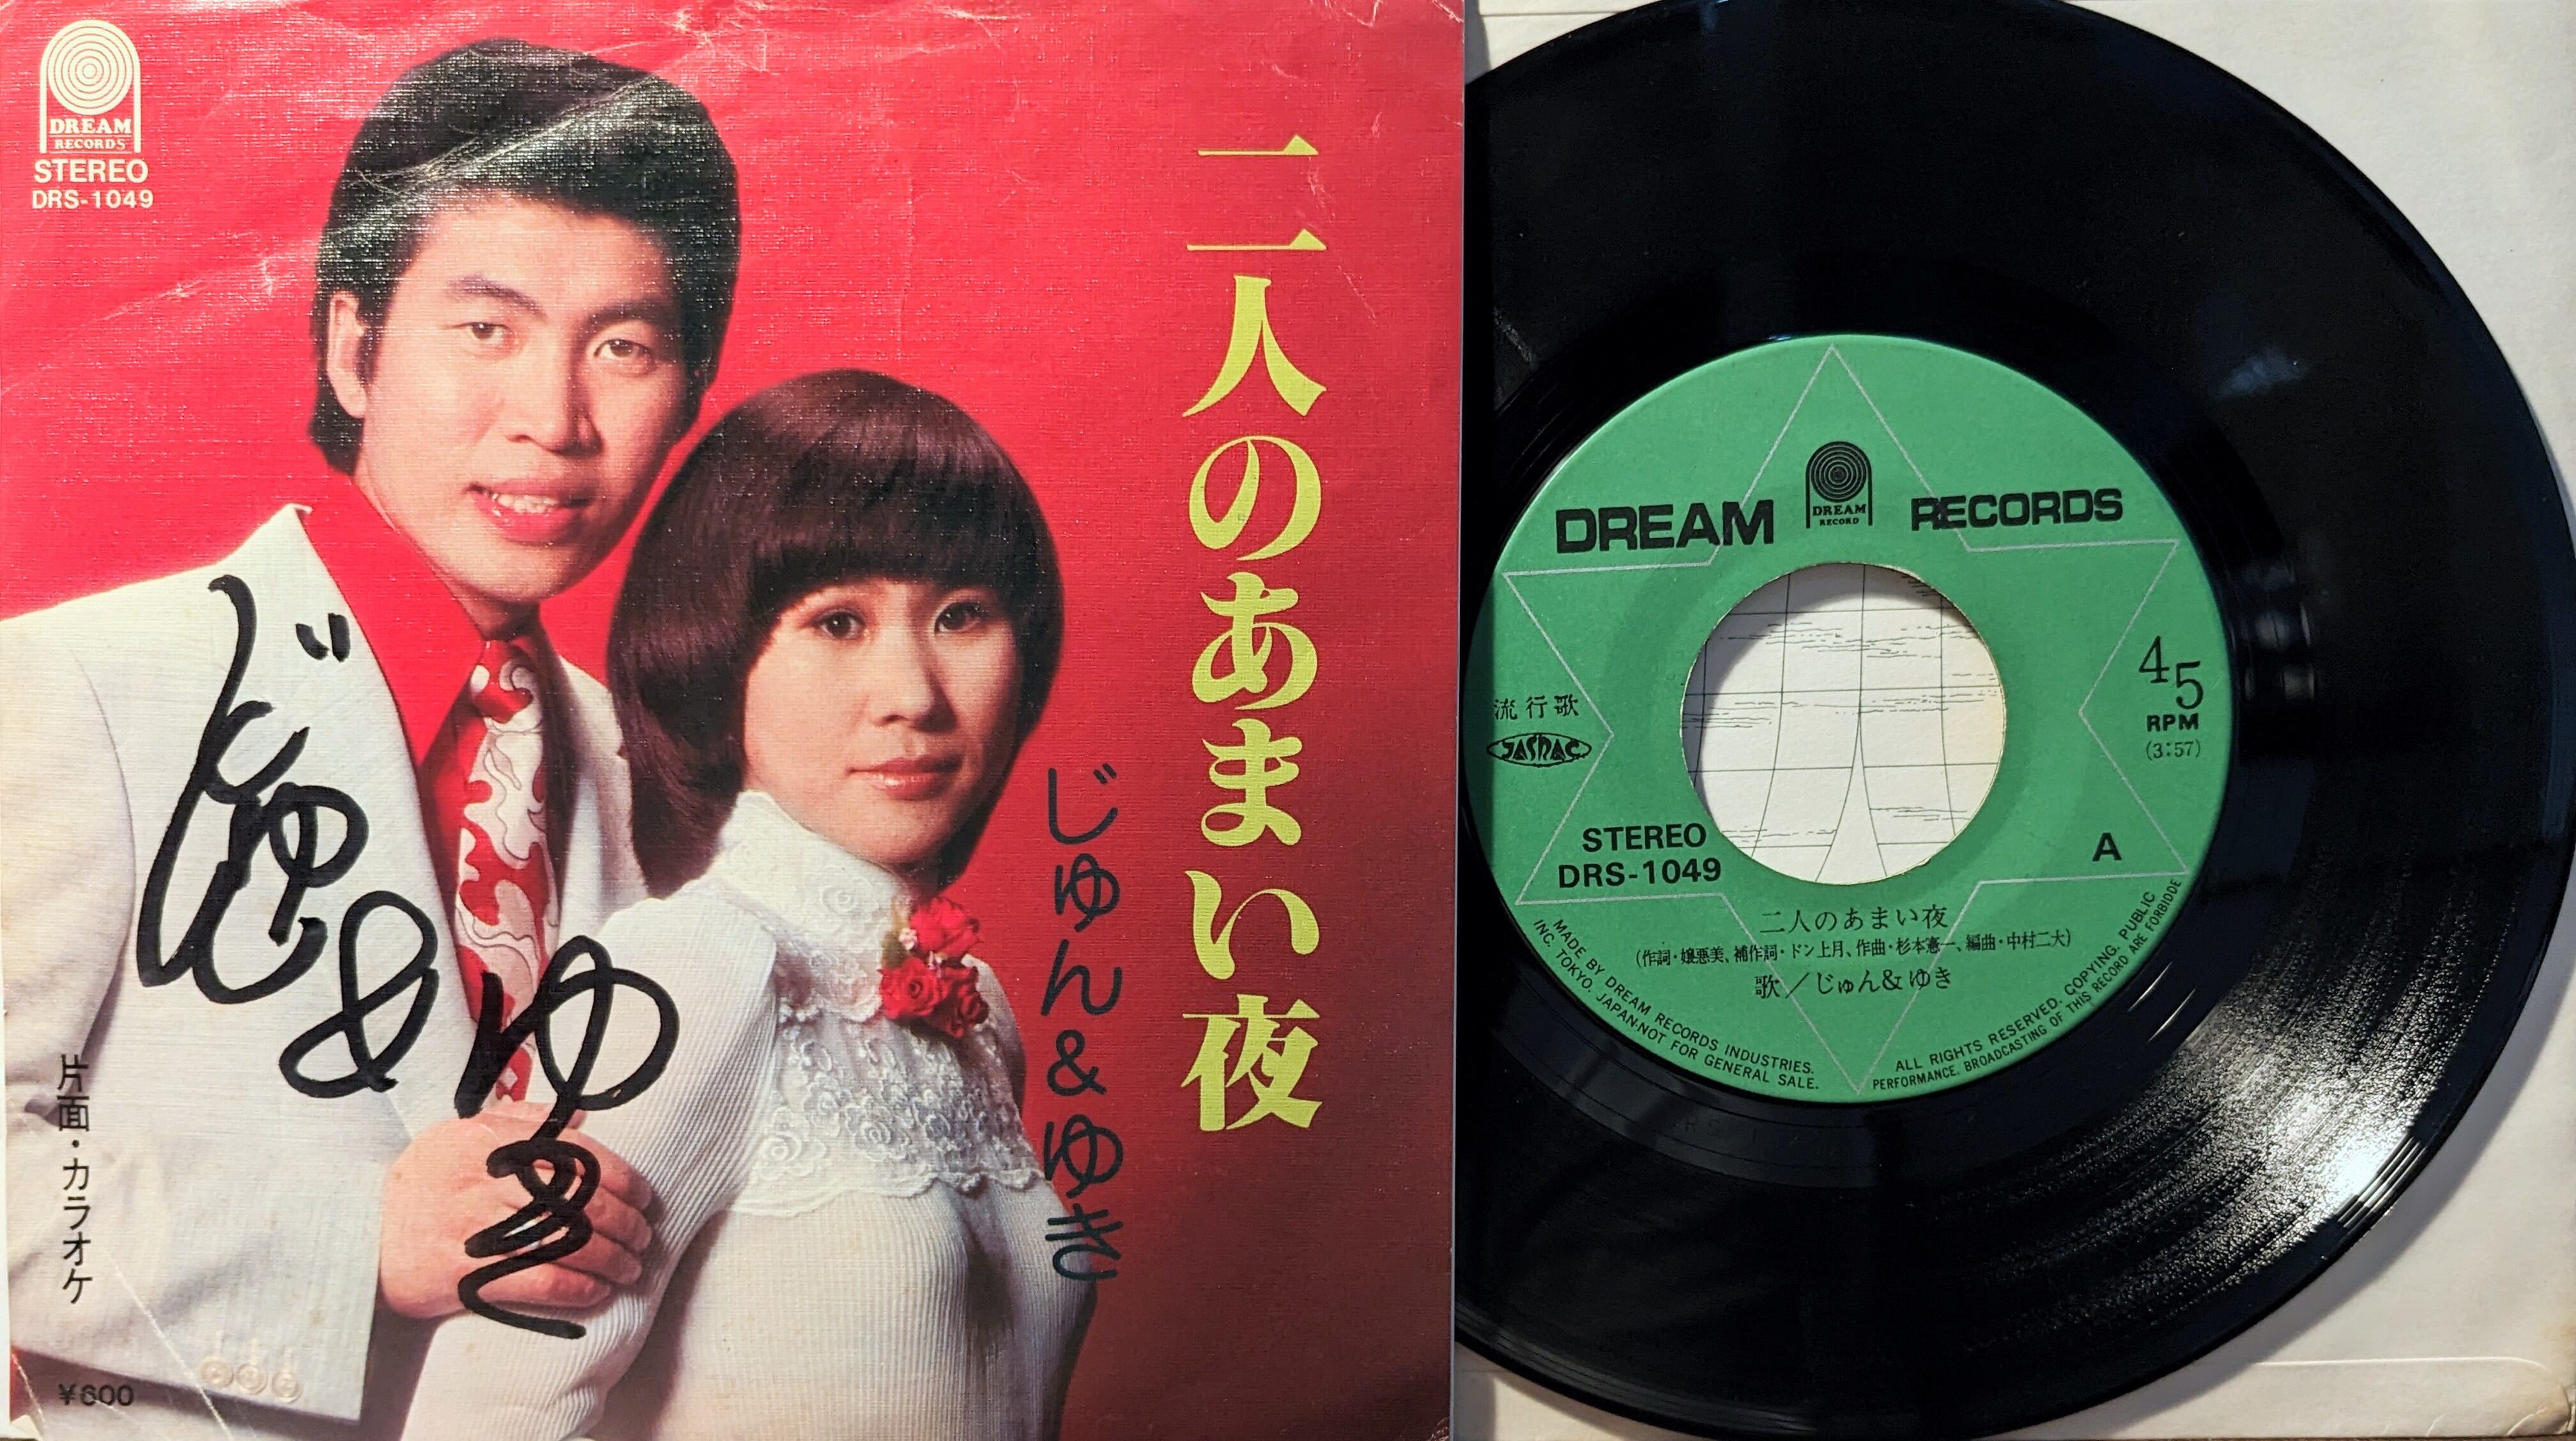 DREAM
RECORDS
STEREO
DRS-1049
二人のあまい夜
じゅん&ゆき
じゅん&ゆき
片面・カラオケ
¥600
DREAM RECORDS
DREAM
RECORD
45
RPM
(3:57)
流行歌
JASRAC
STEREO
DRS-1049
A
二人のあまい夜
(作詞・嬢悪美、補作詞・ドン上月、作曲・杉本憲一、編曲・中村二大)
歌／じゅん&ゆき
MADE BY DREAM RECORDS INDUSTRIES.
INC. TOKYO. JAPAN·NOT FOR GENERAL SALE.
ALL RIGHTS RESERVED. COPYING. PUBLIC
PERFORMANCE. BROADCASTING OF THIS RECORD ARE FORBIDE